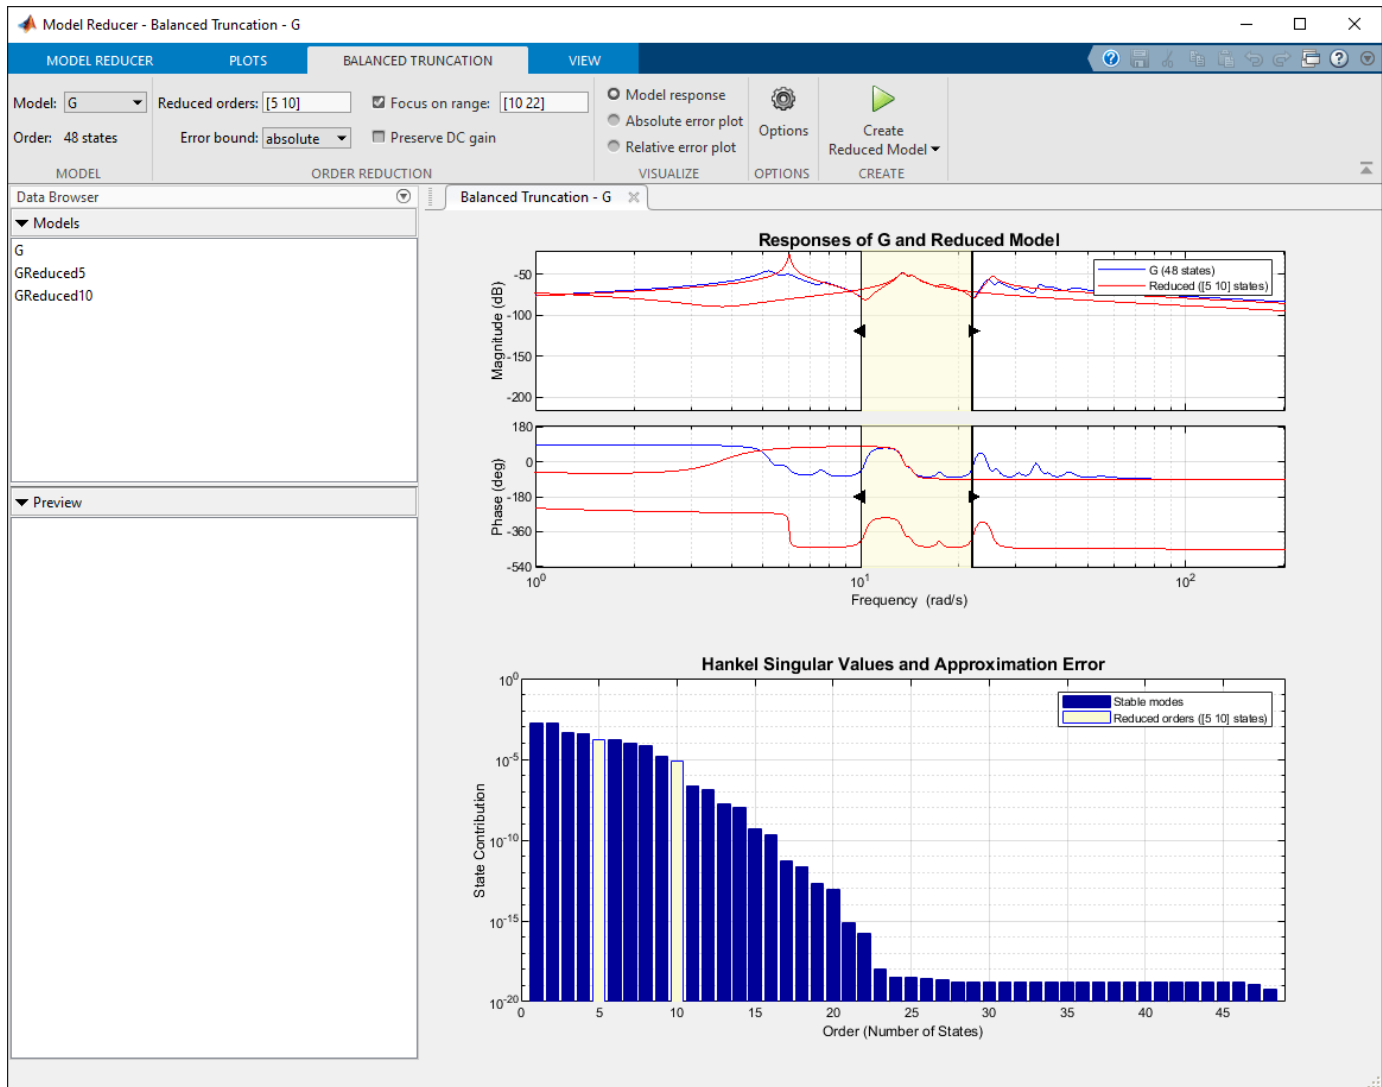 Model Reducer - Balanced Truncation - G
MODEL REDUCER PLOTS BALANCED TRUNCATION VIEW
Model: G Reduced orders: [5 10] Focus on range: [10 22]
Order: 48 states Error bound: absolute Preserve DC gain
Model response
Absolute error plot
Relative error plot
Options
Create
Reduced Model
MODEL ORDER REDUCTION VISUALIZE OPTIONS CREATE
Data Browser
Models
G
GReduced5
GReduced10
Preview
Balanced Truncation - G
Responses of G and Reduced Model
G (48 states)
Reduced ([5 10] states)
Magnitude (dB)
-50
-100
-150
-200
Phase (deg)
180
0
-180
-360
-540
10^0 10^1 10^2
Frequency (rad/s)
Hankel Singular Values and Approximation Error
Stable modes
Reduced orders ([5 10] states)
State Contribution
10^0
10^-5
10^-10
10^-15
10^-20
0 5 10 15 20 25 30 35 40 45
Order (Number of States)